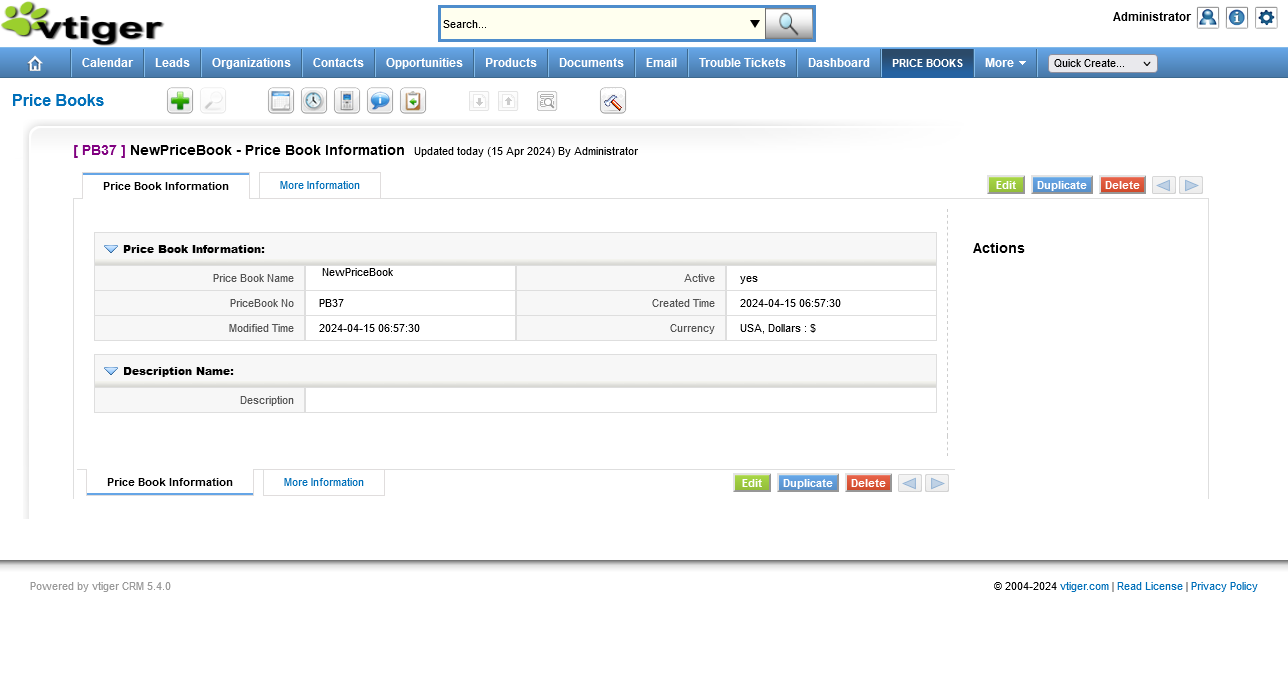 vtiger
Search...
Administrator
Calendar Leads Organizations Contacts Opportunities Products Documents Email Trouble Tickets Dashboard PRICE BOOKS More Quick Create...
Price Books
[ PB37 ] NewPriceBook - Price Book Information Updated today (15 Apr 2024) By Administrator
Price Book Information More Information Edit Duplicate Delete
Price Book Information:
Actions
Price Book Name NewPriceBook Active yes
PriceBook No PB37 Created Time 2024-04-15 06:57:30
Modified Time 2024-04-15 06:57:30 Currency USA, Dollars : $
Description Name:
Description
Price Book Information More Information Edit Duplicate Delete
Powered by vtiger CRM 5.4.0 © 2004-2024 vtiger.com | Read License | Privacy Policy